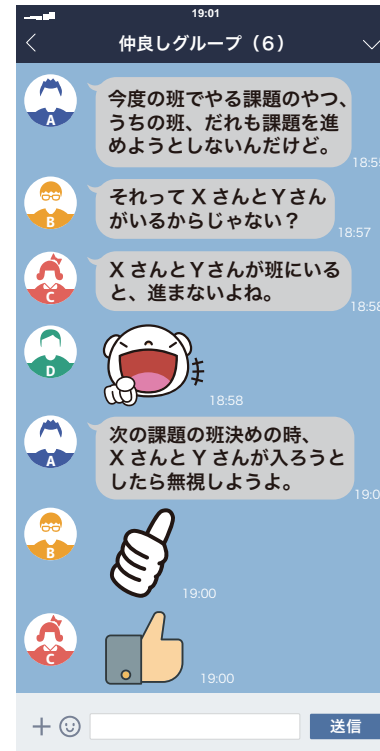 19:01
仲良しグループ（6）
今度の班でやる課題のやつ、
うちの班、だれも課題を進
めようとしないんだけど。
A
18:5
それって X さんとYさん
がいるからじゃない？
B
18:57
X さんとYさんが班にいる
と、進まないよね。
C
18:58
D
18:58
次の課題の班決めの時、
X さんと Y さんが入ろうと
したら無視しようよ。
A
19:0
B
19:00
C
19:00
送信